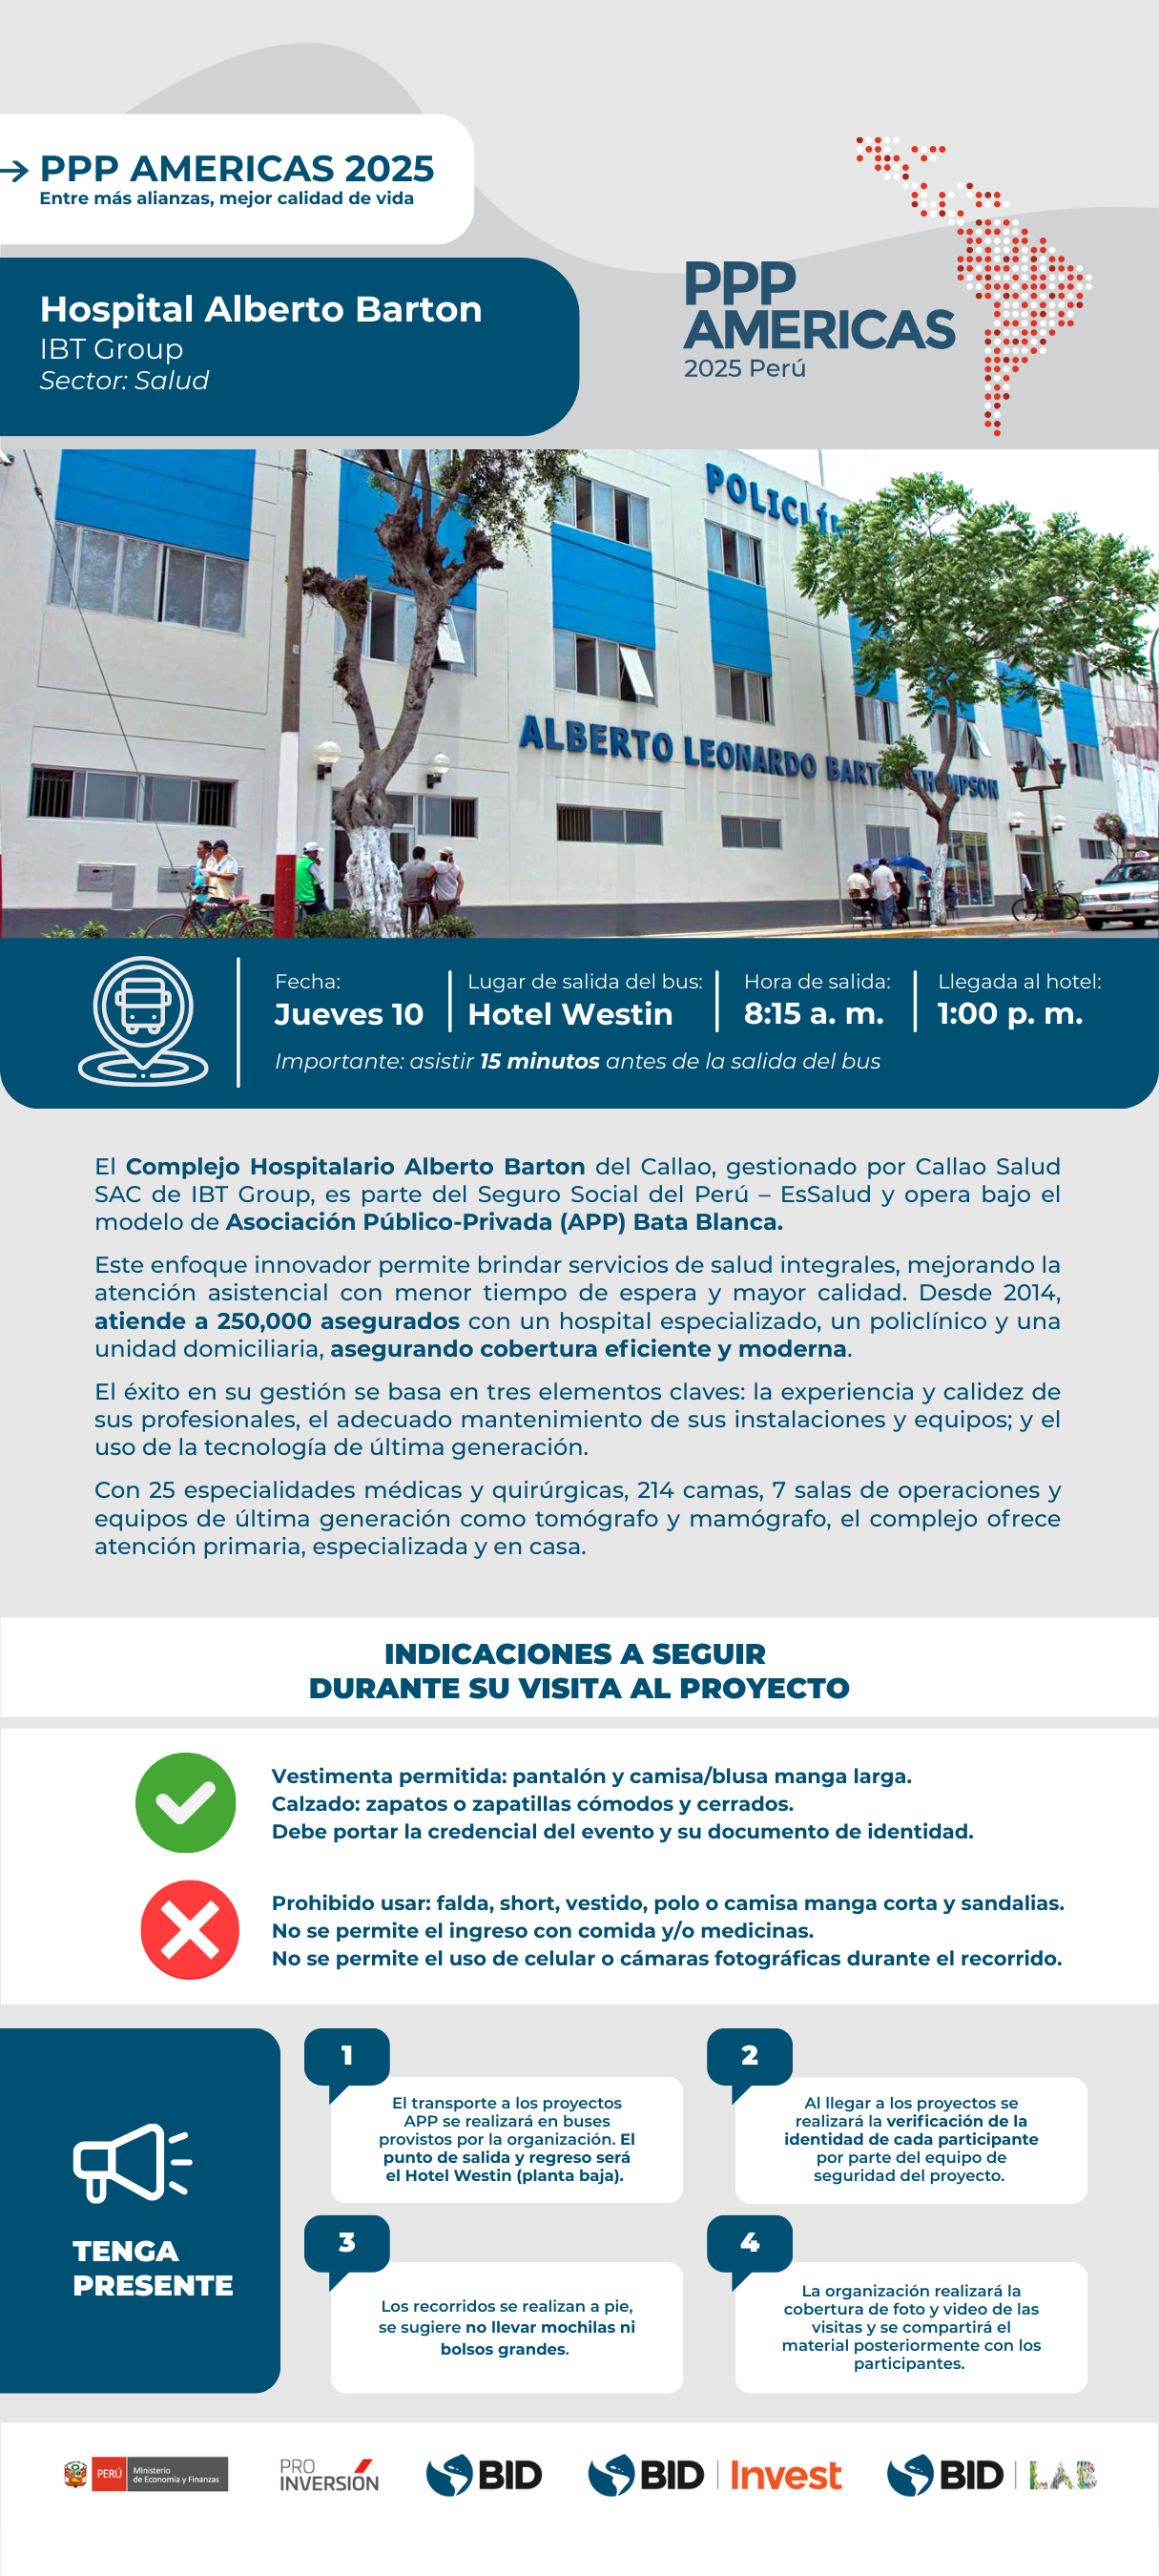 PPP AMERICAS 2025
Entre más alianzas, mejor calidad de vida
Hospital Alberto Barton
IBT Group
Sector: Salud
PPP
AMERICAS
2025 Perú
ALBERTO LEONARDO
Fecha:
Jueves 10
Lugar de salida del bus:
Hotel Westin
Hora de salida:
8:15 a. m.
Llegada al hotel:
1:00 p. m.
Importante: asistir 15 minutos antes de la salida del bus
El Complejo Hospitalario Alberto Barton del Callao, gestionado por Callao Salud
SAC de IBT Group, es parte del Seguro Social del Perú – EsSalud y opera bajo el
modelo de Asociación Público-Privada (APP) Bata Blanca.
Este enfoque innovador permite brindar servicios de salud integrales, mejorando la
atención asistencial con menor tiempo de espera y mayor calidad. Desde 2014,
atiende a 250,000 asegurados con un hospital especializado, un policlínico y una
unidad domiciliaria, asegurando cobertura eficiente y moderna.
El éxito en su gestión se basa en tres elementos claves: la experiencia y calidez de
sus profesionales, el adecuado mantenimiento de sus instalaciones y equipos; y el
uso de la tecnología de última generación.
Con 25 especialidades médicas y quirúrgicas, 214 camas, 7 salas de operaciones y
equipos de última generación como tomógrafo y mamógrafo, el complejo ofrece
atención primaria, especializada y en casa.
INDICACIONES A SEGUIR
DURANTE SU VISITA AL PROYECTO
Vestimenta permitida: pantalón y camisa/blusa manga larga.
Calzado: zapatos o zapatillas cómodos y cerrados.
Debe portar la credencial del evento y su documento de identidad.
Prohibido usar: falda, short, vestido, polo o camisa manga corta y sandalias.
No se permite el ingreso con comida y/o medicinas.
No se permite el uso de celular o cámaras fotográficas durante el recorrido.
TENGA
PRESENTE
1
El transporte a los proyectos
APP se realizará en buses
provistos por la organización. El
punto de salida y regreso será
el Hotel Westin (planta baja).
2
Al llegar a los proyectos se
realizará la verificación de la
identidad de cada participante
por parte del equipo de
seguridad del proyecto.
3
Los recorridos se realizan a pie,
se sugiere no llevar mochilas ni
bolsos grandes.
4
La organización realizará la
cobertura de foto y video de las
visitas y se compartirá el
material posteriormente con los
participantes.
PERÚ
Ministerio
de Economía y Finanzas
PRO
INVERSIÓN
BID
BID Invest
BID LAB